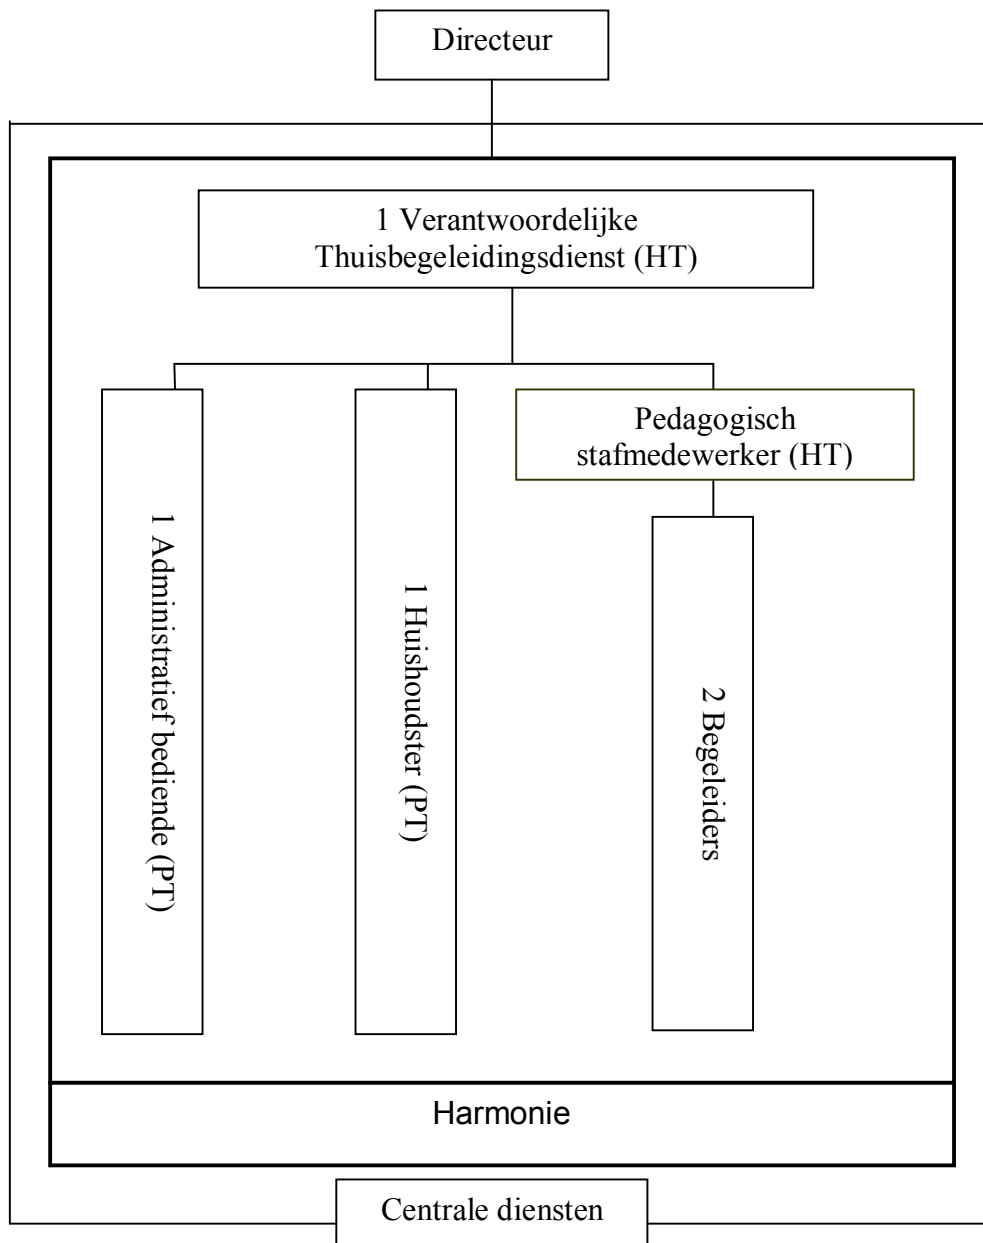 Directeur
1 Verantwoordelijke
Thuisbegeleidingsdienst (HT)
1 Administratief bediende (PT)
1 Huishoudster (PT)
Pedagogisch
stafmedewerker (HT)
2 Begeleiders
Harmonie
Centrale diensten